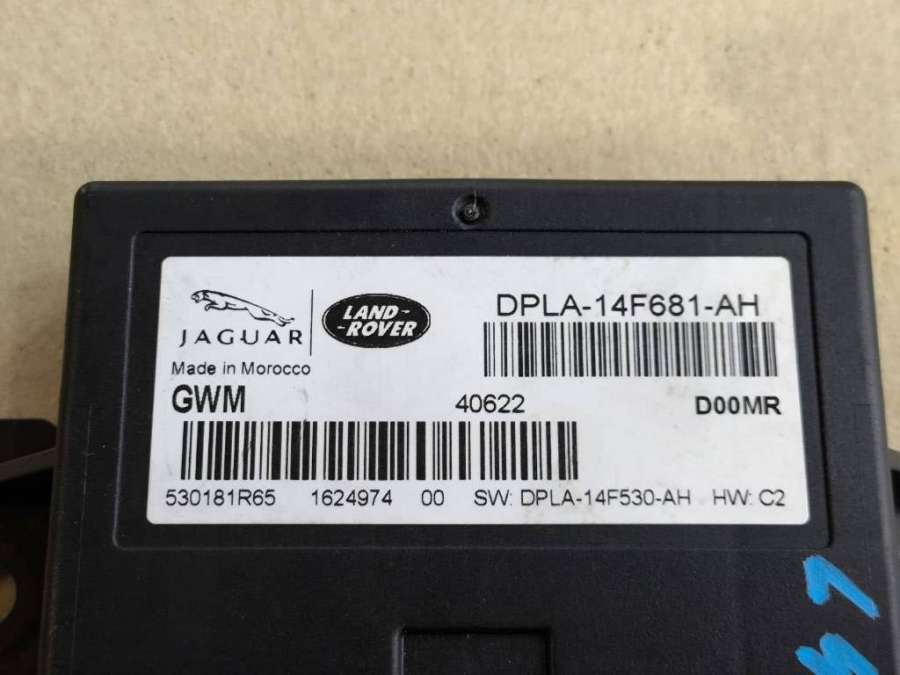 JAGUAR
LAND
ROVER
DPLA-14F681-AH
Made in Morocco
GWM 40622 D00MR
530181R65 1624974 00 SW: DPLA-14F530-AH HW: C2